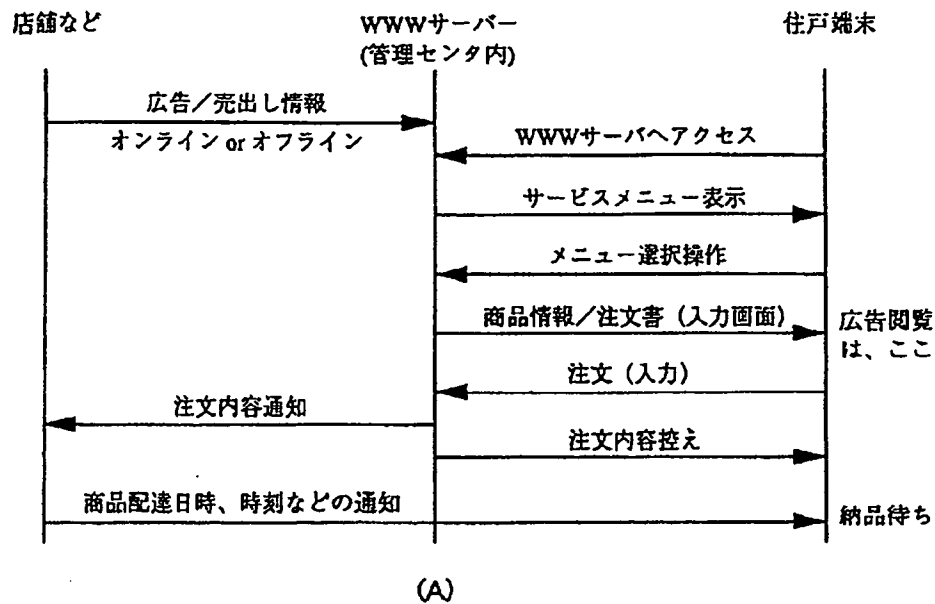 店舗など
WWWサーバー
(管理センタ内)
住戸端末
広告／売出し情報
オンライン or オフライン
WWWサーバへアクセス
サービスメニュー表示
メニュー選択操作
商品情報／注文書（入力画面）
広告閲覧
は、ここ
注文（入力）
注文内容通知
注文内容控え
商品配達日時、時刻などの通知
納品待ち
(A)